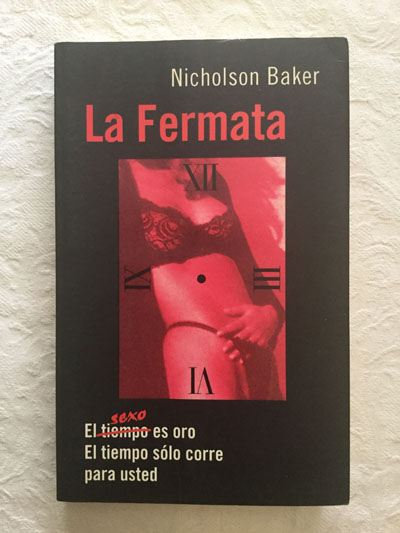 Nicholson Baker
La Fermata
XII
IX
III
VI
sexo
El tiempo es oro
El tiempo sólo corre
para usted